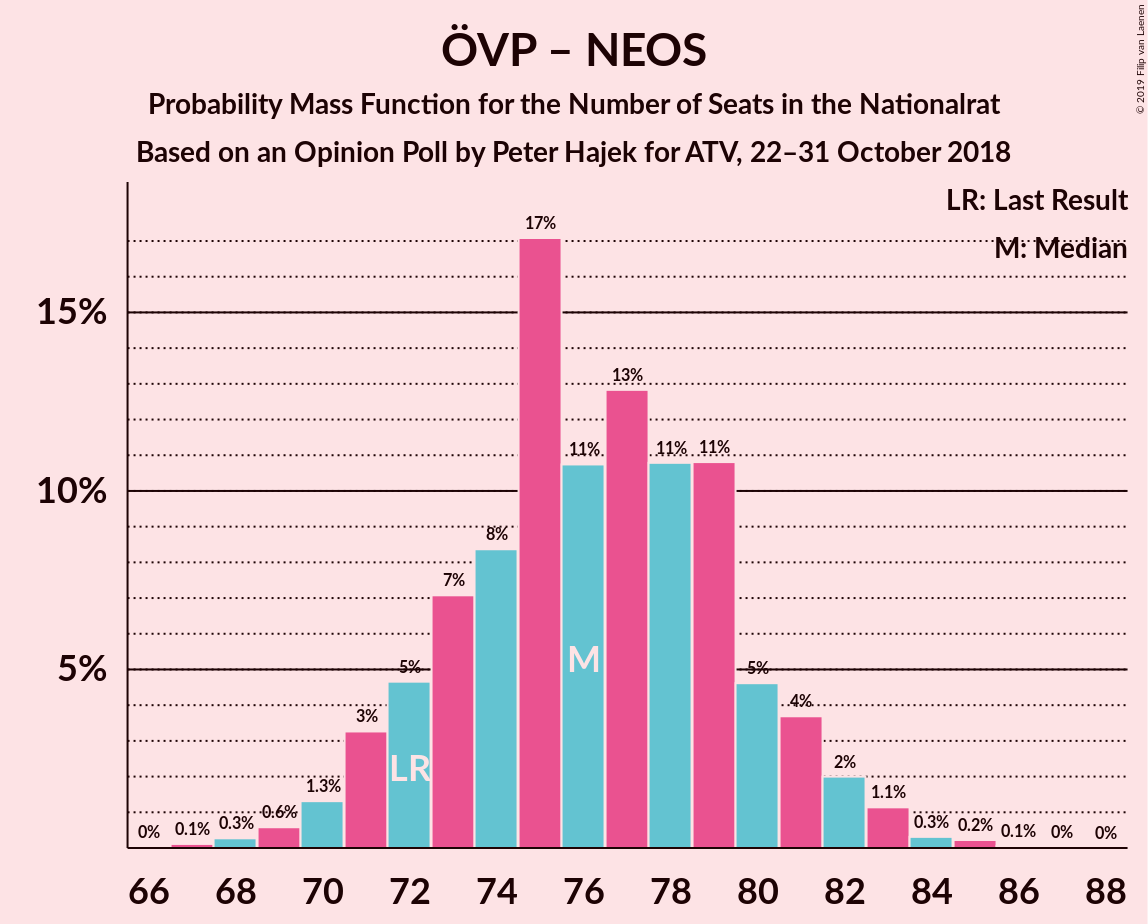 ÖVP – NEOS
Probability Mass Function for the Number of Seats in the Nationalrat
Based on an Opinion Poll by Peter Hajek for ATV, 22–31 October 2018
© 2019 Filip van Laenen
LR: Last Result
M: Median
15%
10%
5%
0% 0.1% 0.3% 0.6% 1.3% 3% 5% 7% 8% 17% 11% 13% 11% 11% 5% 4% 2% 1.1% 0.3% 0.2% 0.1% 0% 0%
LR M
66 68 70 72 74 76 78 80 82 84 86 88